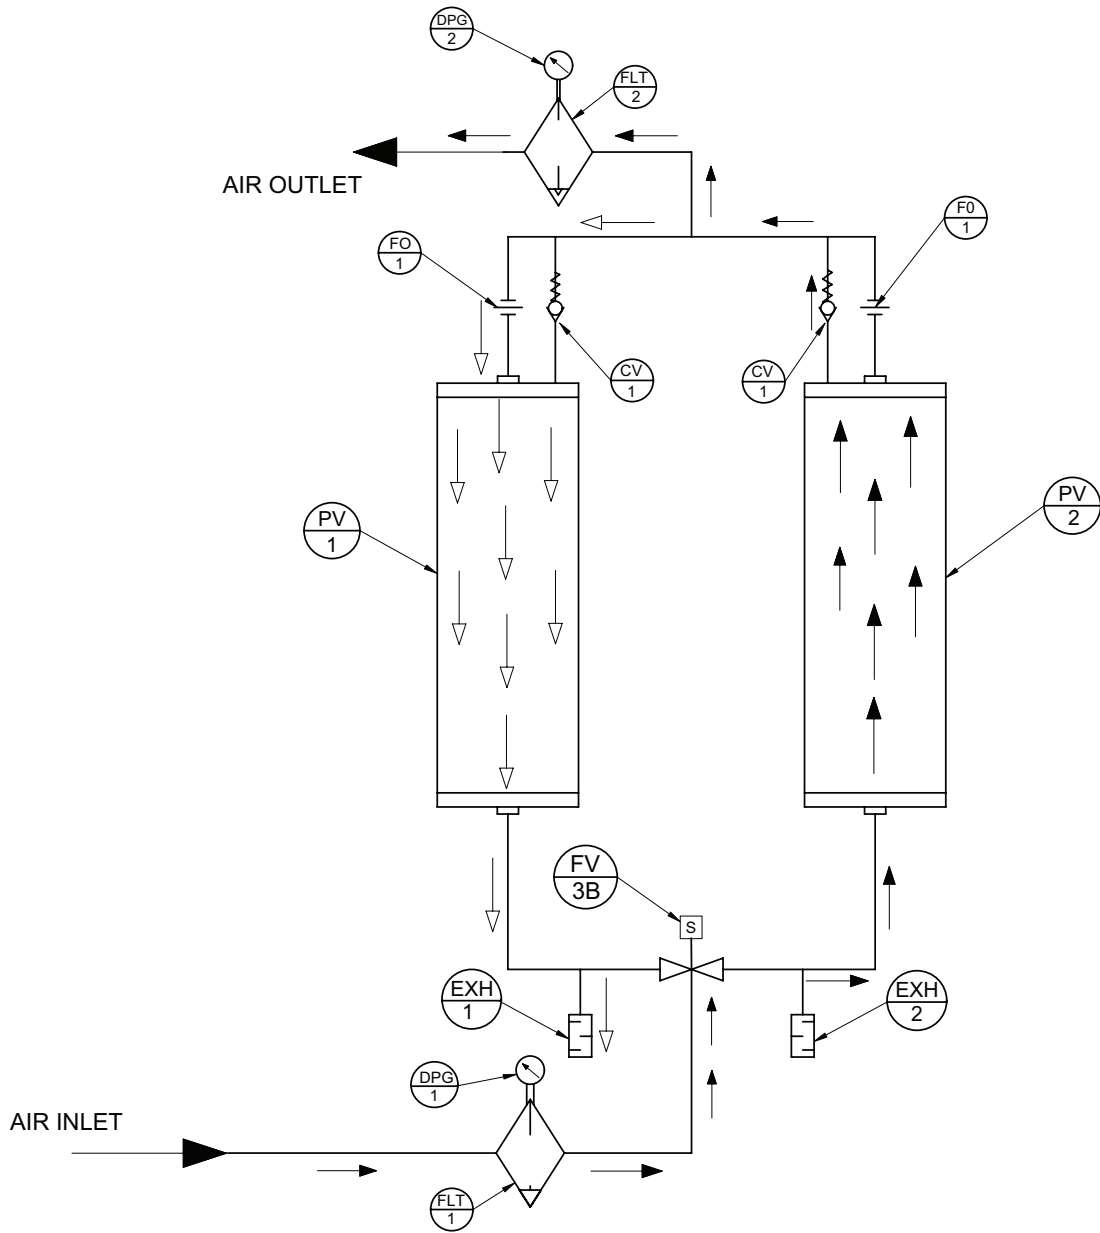 DPG
2
FLT
2
AIR OUTLET
FO
1
F0
1
CV
1
CV
1
PV
1
PV
2
FV
3B
S
EXH
1
EXH
2
DPG
1
AIR INLET
FLT
1